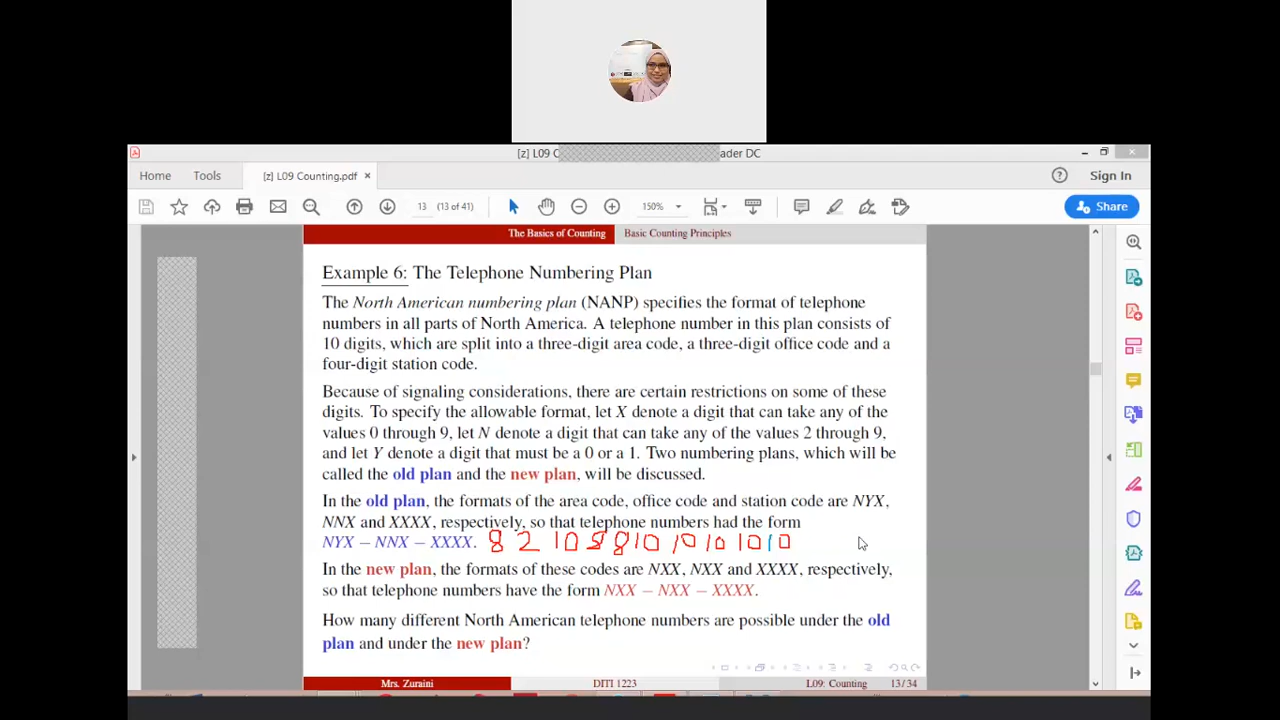 [z] L09 C ader DC
Home Tools [z] L09 Counting.pdf × Sign In
13 (13 of 41) 150% Share
The Basics of Counting Basic Counting Principles
Example 6: The Telephone Numbering Plan
The North American numbering plan (NANP) specifies the format of telephone
numbers in all parts of North America. A telephone number in this plan consists of
10 digits, which are split into a three-digit area code, a three-digit office code and a
four-digit station code.
Because of signaling considerations, there are certain restrictions on some of these
digits. To specify the allowable format, let X denote a digit that can take any of the
values 0 through 9, let N denote a digit that can take any of the values 2 through 9,
and let Y denote a digit that must be a 0 or a 1. Two numbering plans, which will be
called the old plan and the new plan, will be discussed.
In the old plan, the formats of the area code, office code and station code are NYX,
NNX and XXXX, respectively, so that telephone numbers had the form
NYX – NNX – XXXX. 8 2 10 8 8 10 10 10 10 10
In the new plan, the formats of these codes are NXX, NXX and XXXX, respectively,
so that telephone numbers have the form NXX – NXX – XXXX.
How many different North American telephone numbers are possible under the old
plan and under the new plan?
Mrs. Zuraini DITI 1223 L09: Counting 13/34